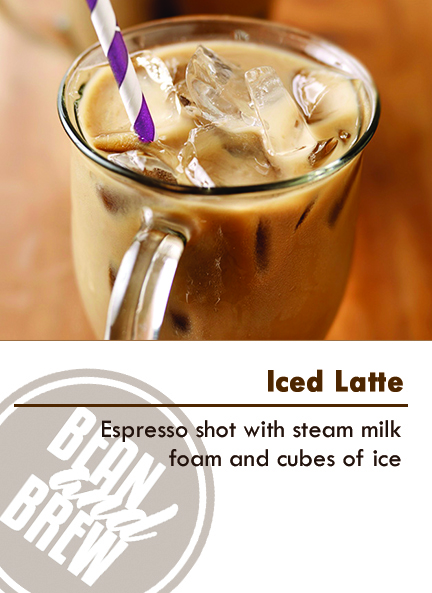 Iced Latte
Espresso shot with steam milk
foam and cubes of ice
BEAN
and
BREW